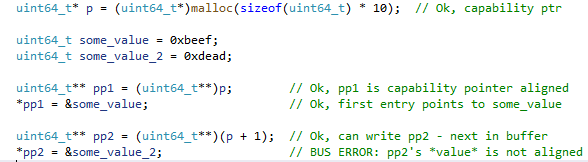 uint64_t* p = (uint64_t*)malloc(sizeof(uint64_t) * 10);  // Ok, capability ptr
uint64_t some_value = 0xbeef;
uint64_t some_value_2 = 0xdead;
uint64_t** pp1 = (uint64_t**)p;        // Ok, pp1 is capability pointer aligned
*pp1 = &some_value;                    // Ok, first entry points to some_value
uint64_t** pp2 = (uint64_t**)(p + 1);  // Ok, can write pp2 - next in buffer
*pp2 = &some_value_2;                  // BUS ERROR: pp2's *value* is not aligned